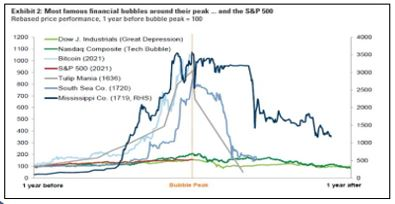 Exhibit 2: Most famous financial bubbles around their peak ... and the S&P 500
Rebased price performance, 1 year before bubble peak = 100
1200
1100
1000
900
800
700
600
500
400
300
200
100
0
Dow J. Industrials (Great Depression)
Nasdaq Composite (Tech Bubble)
Bitcoin (2021)
S&P 500 (2021)
Tulip Mania (1636)
South Sea Co. (1720)
Mississippi Co. (1719, RHS)
4000
3500
3000
2500
2000
1500
1000
500
0
1 year before Bubble Peak 1 year after